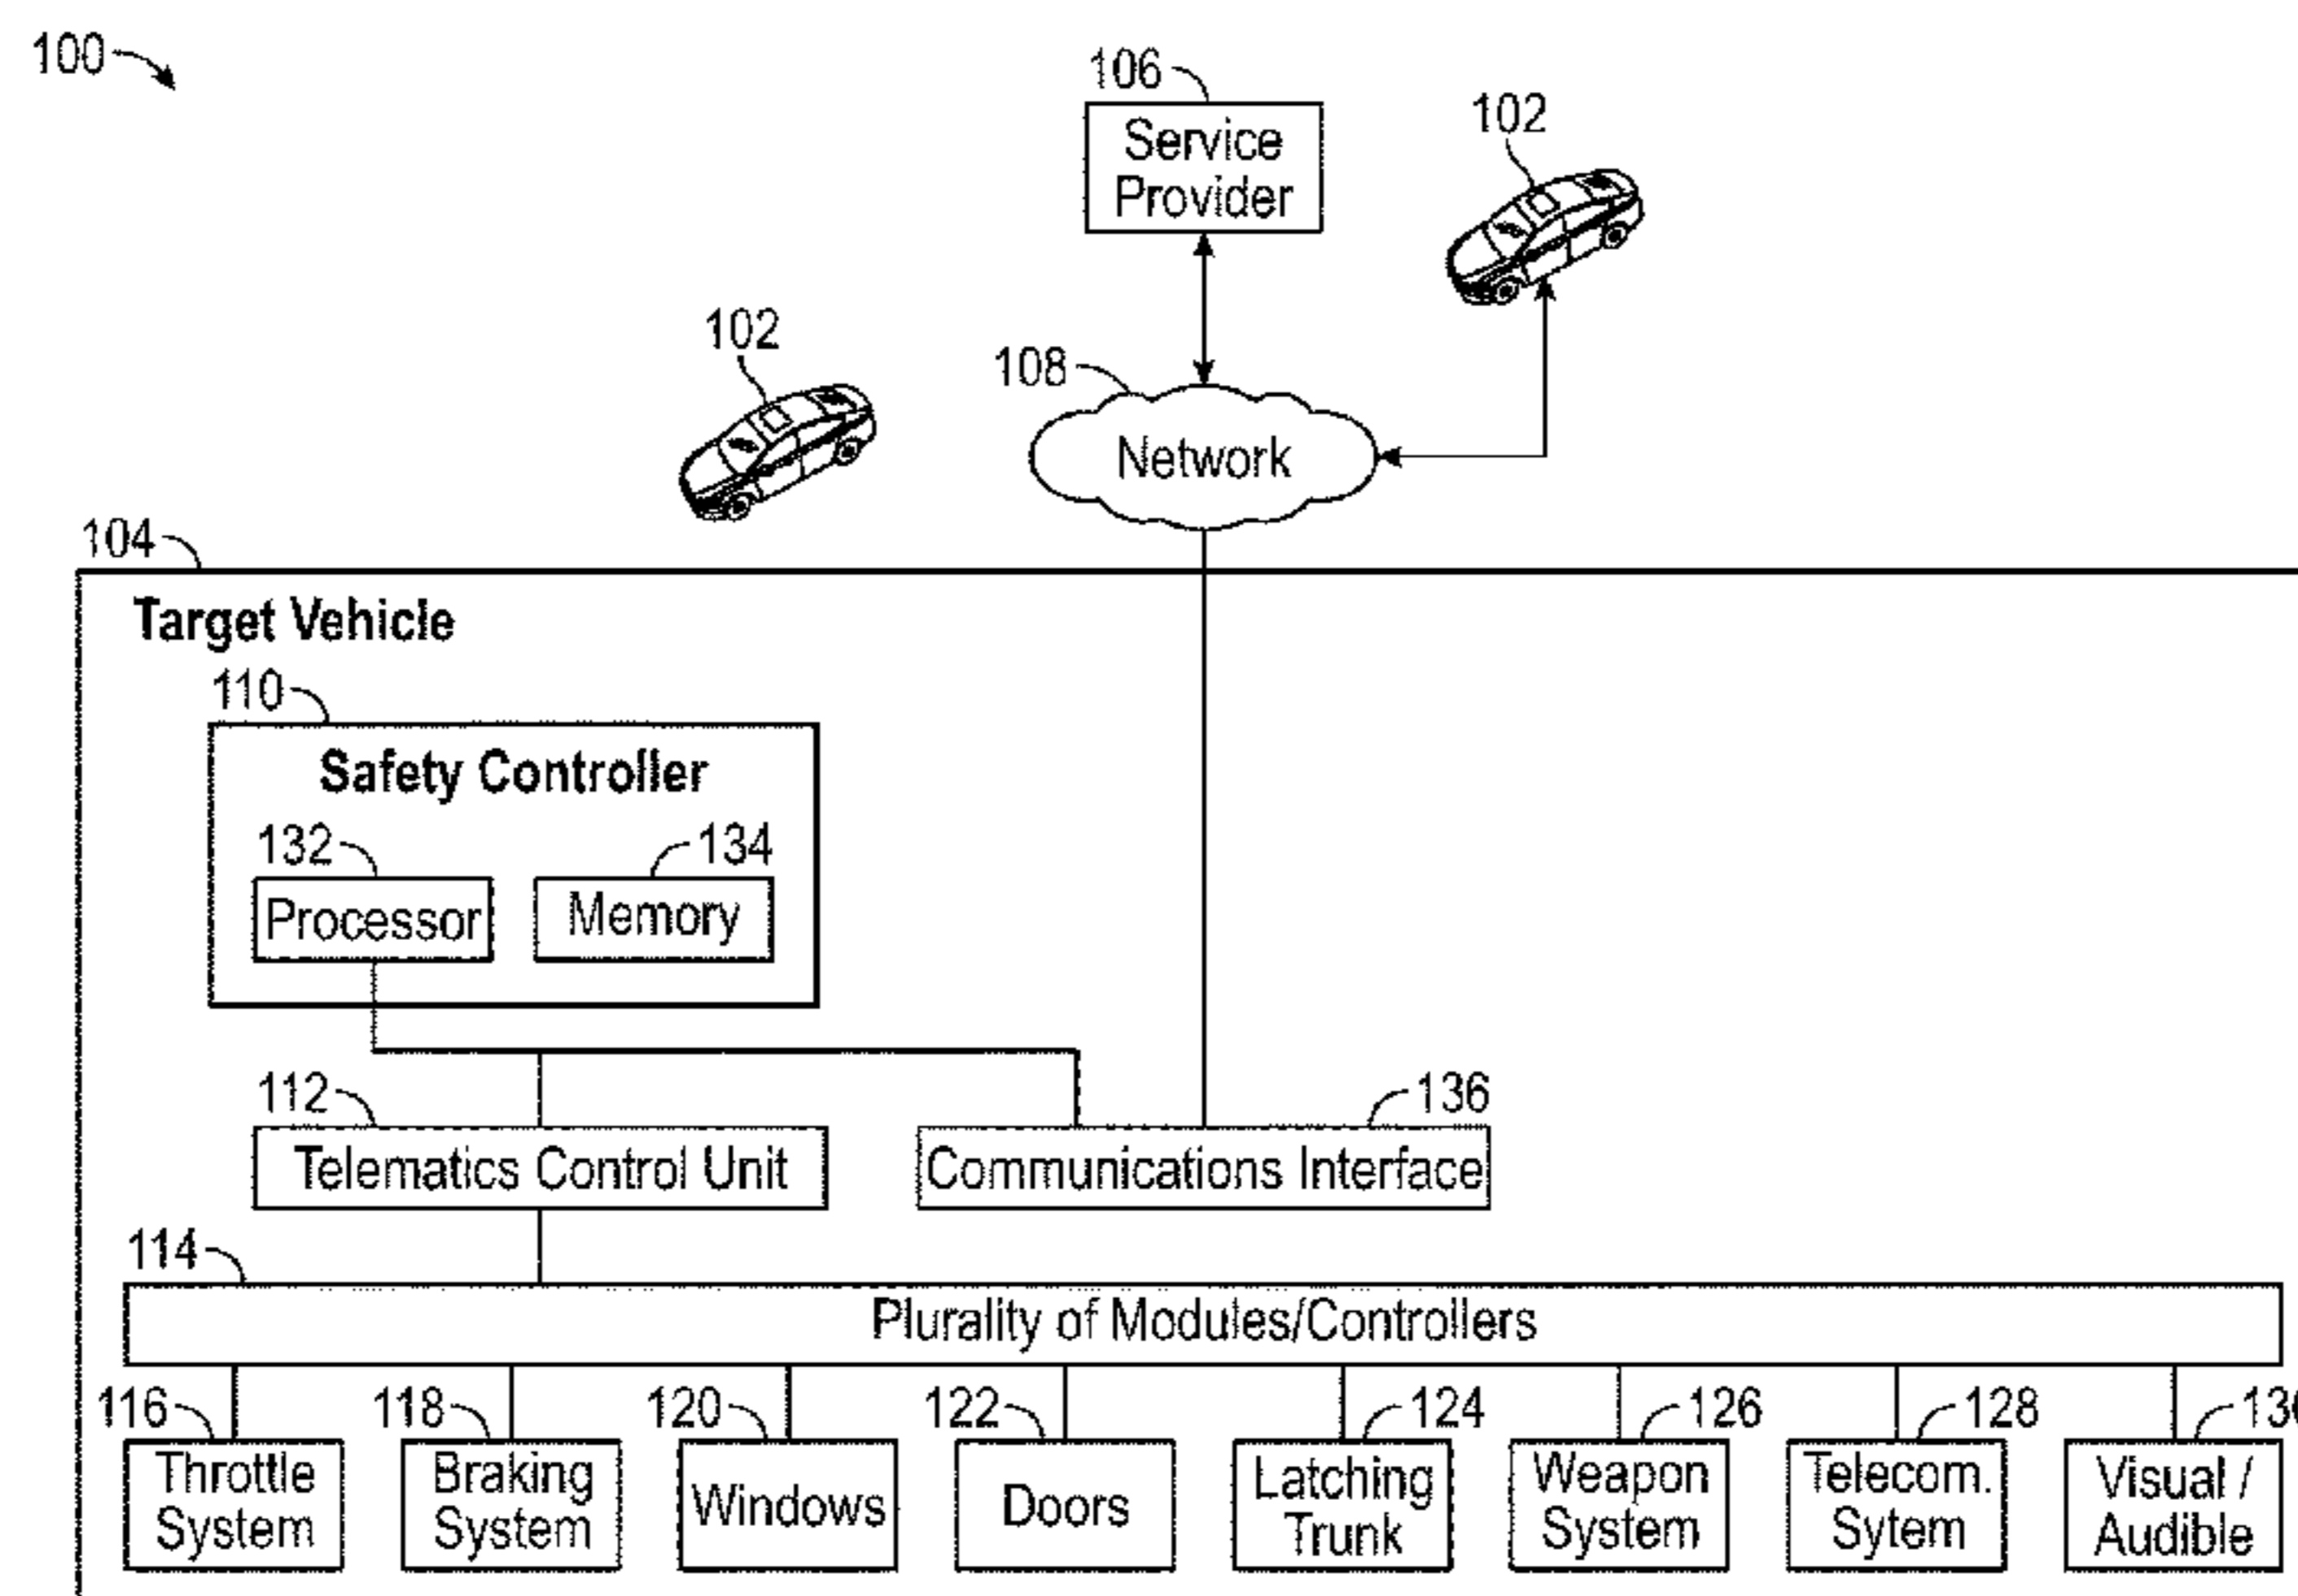 100
106
Service
Provider
102
102
108
Network
104
Target Vehicle
110
Safety Controller
132
134
Processor
Memory
112
136
Telematics Control Unit
Communications Interface
114
Plurality of Modules/Controllers
116
118
120
122
124
126
128
Throttle
System
Braking
System
Windows
Doors
Latching
Trunk
Weapon
System
Telecom.
Sytem
Visual /
Audible